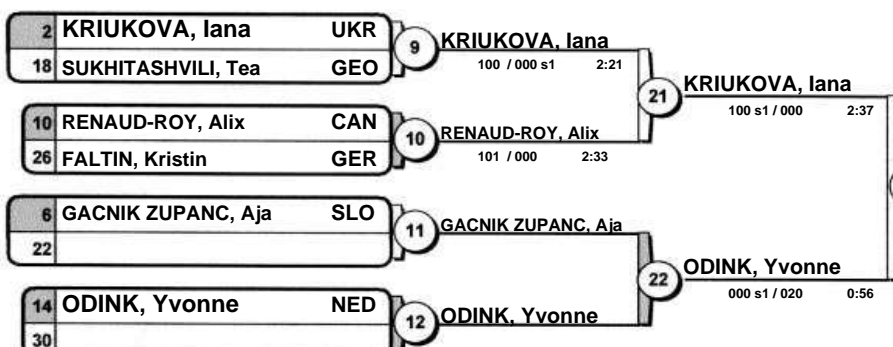 2 KRIUKOVA, Iana UKR
18 SUKHITASHVILI, Tea GEO
9
KRIUKOVA, Iana
100 / 000 s1 2:21
10 RENAUD-ROY, Alix CAN
26 FALTIN, Kristin GER
10
RENAUD-ROY, Alix
101 / 000 2:33
21
KRIUKOVA, Iana
100 s1 / 000 2:37
6 GACNIK ZUPANC, Aja SLO
22
11
GACNIK ZUPANC, Aja
14 ODINK, Yvonne NED
30
12
ODINK, Yvonne
22
ODINK, Yvonne
000 s1 / 020 0:56